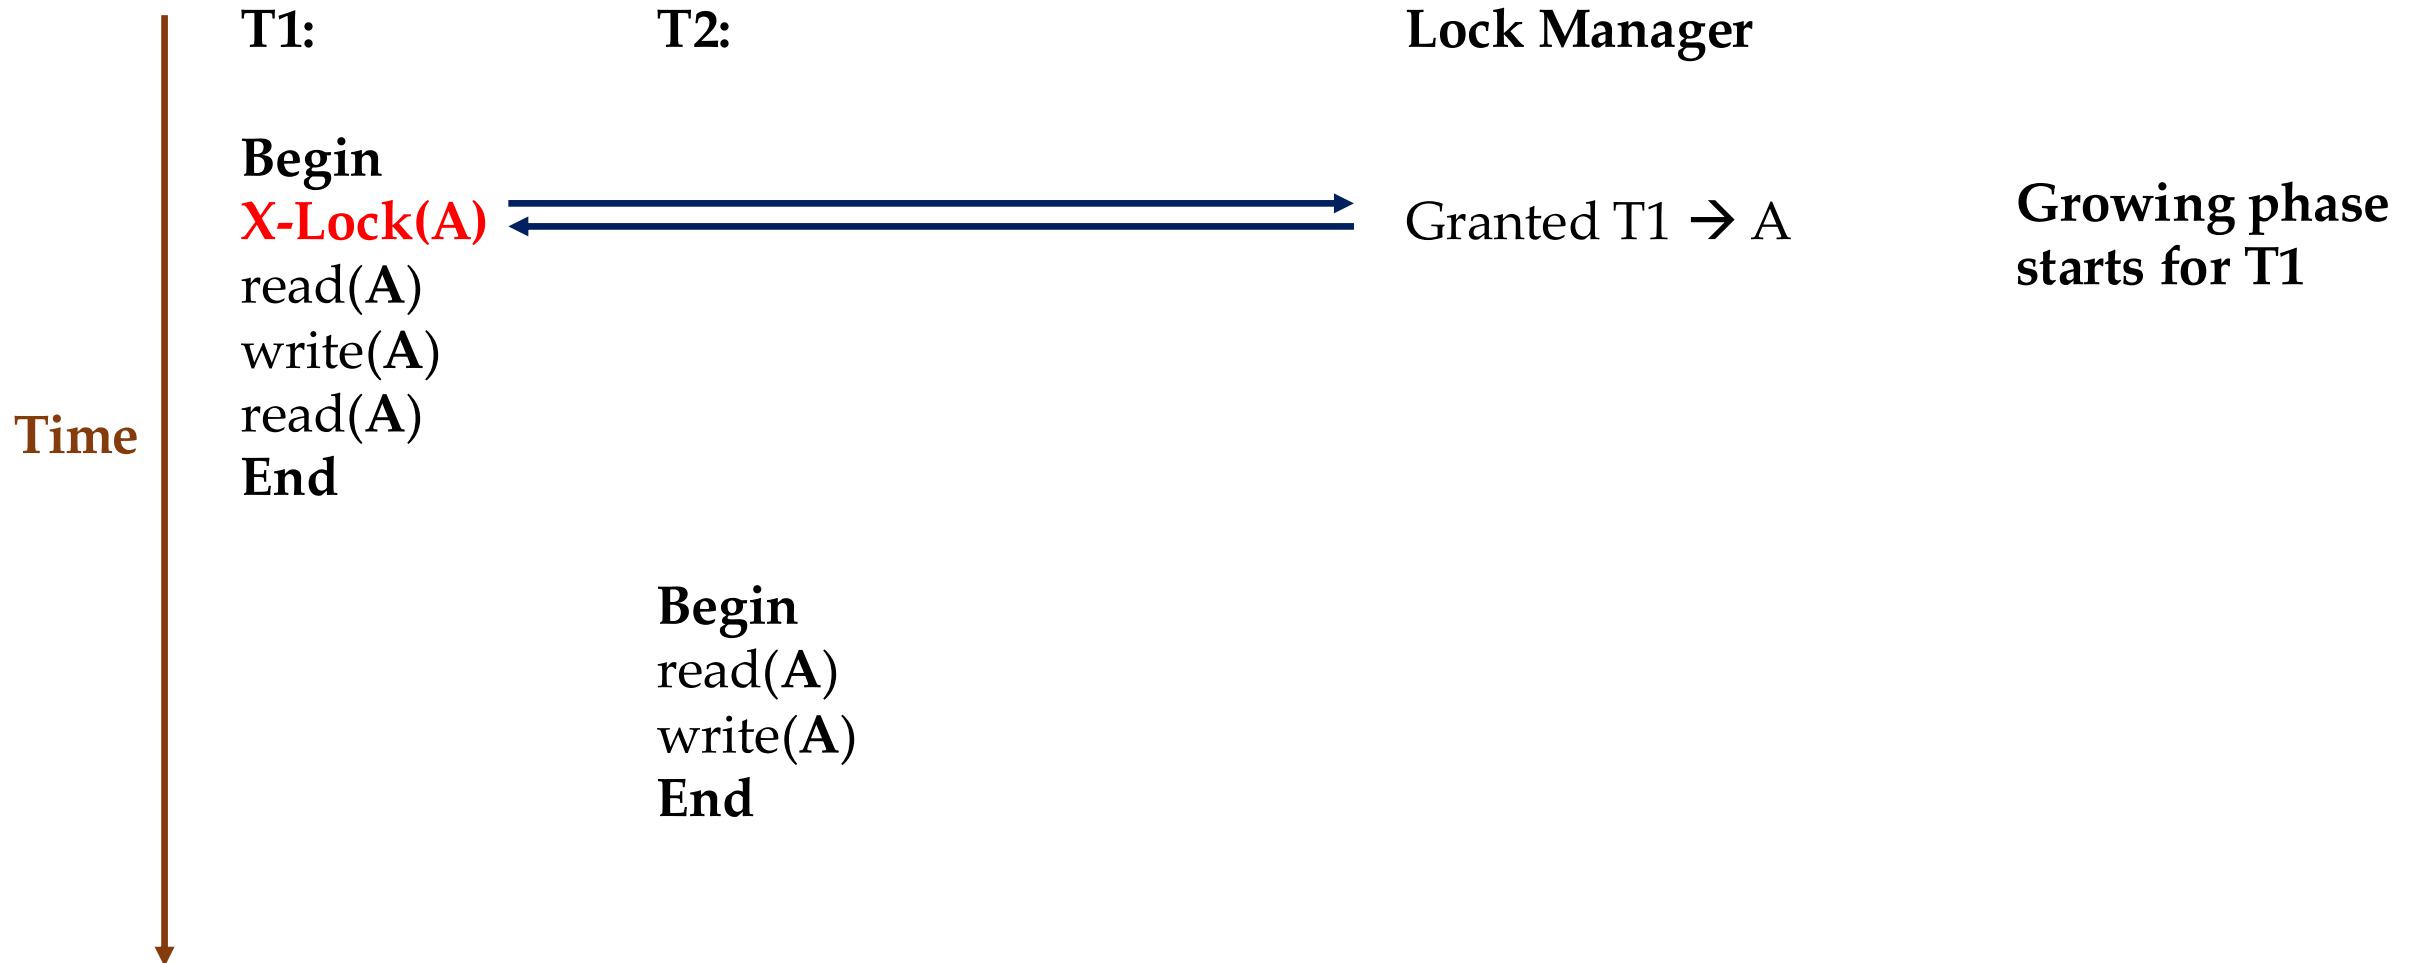 T1: T2: Lock Manager
Begin
X-Lock(A) Granted T1 → A
Growing phase
starts for T1
read(A)
write(A)
read(A)
Time
End
Begin
read(A)
write(A)
End